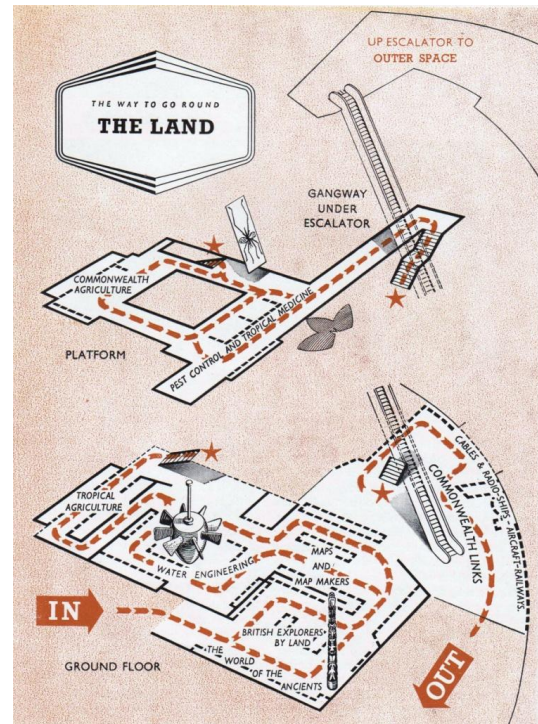 UP ESCALATOR TO
OUTER SPACE
THE WAY TO GO ROUND
THE LAND
GANGWAY
UNDER
ESCALATOR
COMMONWEALTH
AGRICULTURE
PEST CONTROL AND TROPICAL MEDICINE
PLATFORM
CABLES & RADIO-SHIPS-AIRCRAFT-RAILWAYS.
COMMONWEALTH LINKS
TROPICAL
AGRICULTURE
WATER ENGINEERING
MAPS
AND
MAP MAKERS
IN
BRITISH EXPLORERS
BY LAND
THE
WORLD
OF THE
ANCIENTS
GROUND FLOOR
OUT